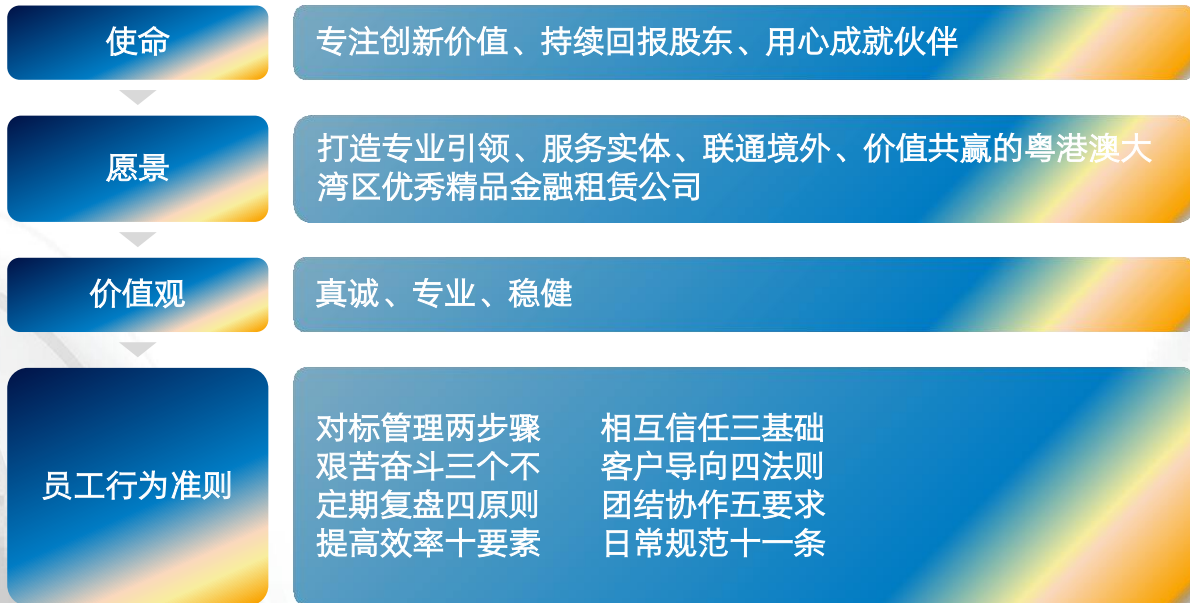 使命
专注创新价值、持续回报股东、用心成就伙伴
愿景
打造专业引领、服务实体、联通境外、价值共赢的粤港澳大
湾区优秀精品金融租赁公司
价值观
真诚、专业、稳健
员工行为准则
对标管理两步骤 相互信任三基础
艰苦奋斗三个不 客户导向四法则
定期复盘四原则 团结协作五要求
提高效率十要素 日常规范十一条